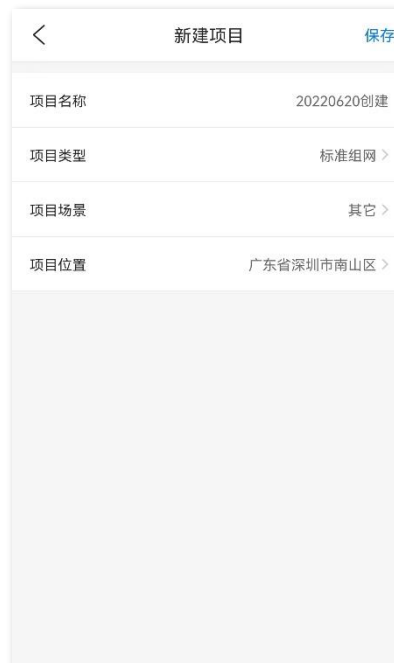 新建项目 保存
项目名称 20220620创建
项目类型 标准组网
项目场景 其它
项目位置 广东省深圳市南山区